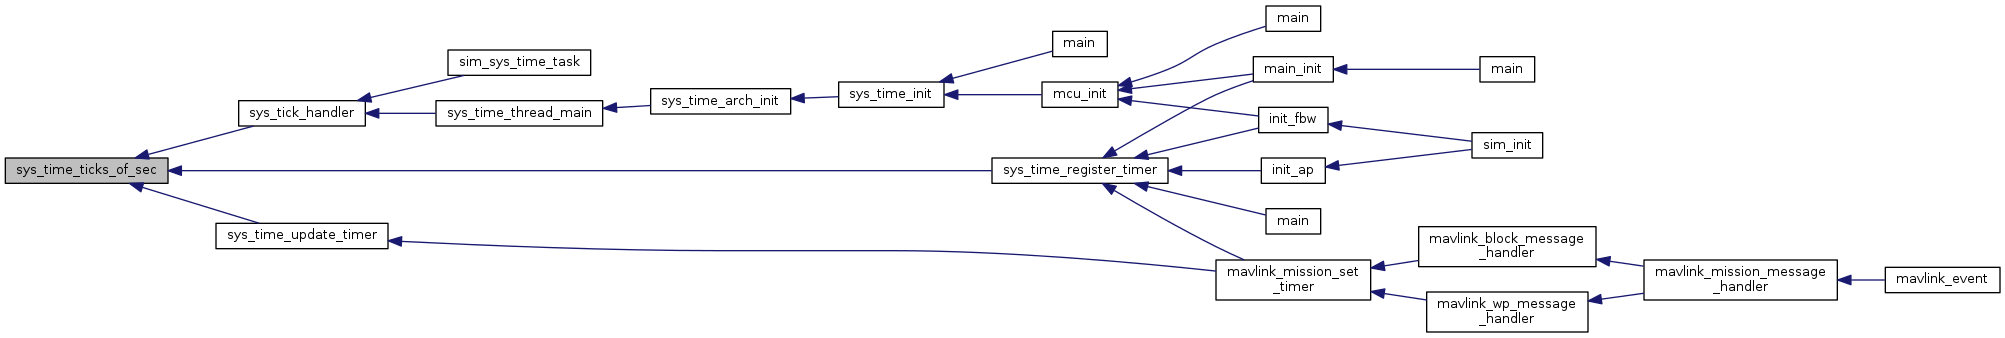 main
main
sim_sys_time_task
main_init
main
sys_time_init
mcu_init
sys_time_arch_init
sys_tick_handler
sys_time_thread_main
init_fbw
sim_init
sys_time_ticks_of_sec
sys_time_register_timer
init_ap
main
sys_time_update_timer
mavlink_block_message
_handler
mavlink_mission_set
_timer
mavlink_mission_message
_handler
mavlink_event
mavlink_wp_message
_handler